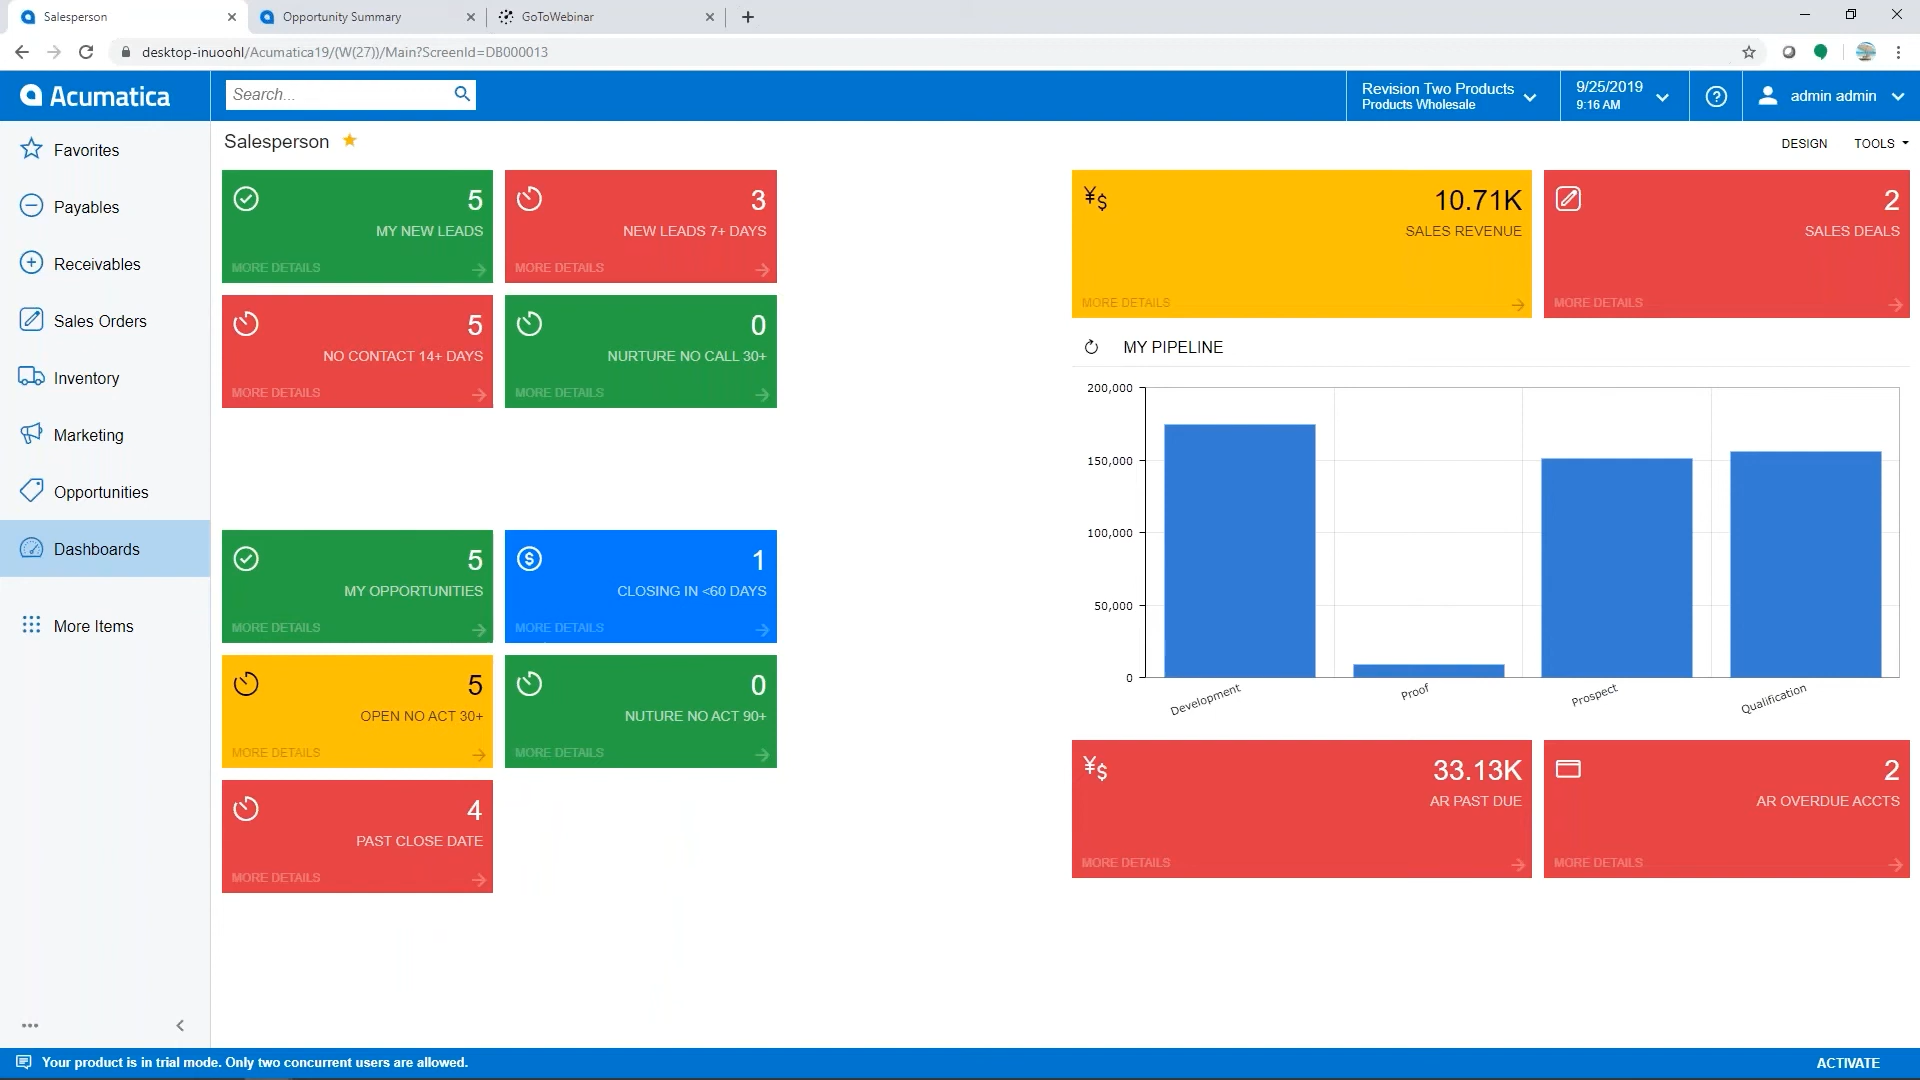 Salesperson
Opportunity Summary
GoToWebinar
desktop-inuoohl/Acumatica19/(W(27))/Main?ScreenId=DB000013
Acumatica
Search...
Revision Two Products
Products Wholesale
9/25/2019
9:16 AM
admin admin
Favorites
Payables
Receivables
Sales Orders
Inventory
Marketing
Opportunities
Dashboards
More Items
Salesperson
DESIGN
TOOLS
5
MY NEW LEADS
MORE DETAILS
3
NEW LEADS 7+ DAYS
MORE DETAILS
5
NO CONTACT 14+ DAYS
MORE DETAILS
0
NURTURE NO CALL 30+
MORE DETAILS
5
MY OPPORTUNITIES
MORE DETAILS
1
CLOSING IN <60 DAYS
MORE DETAILS
5
OPEN NO ACT 30+
MORE DETAILS
0
NUTURE NO ACT 90+
MORE DETAILS
4
PAST CLOSE DATE
MORE DETAILS
¥$
10.71K
SALES REVENUE
MORE DETAILS
2
SALES DEALS
MORE DETAILS
MY PIPELINE
200,000
150,000
100,000
50,000
0
Development
Proof
Prospect
Qualification
¥$
33.13K
AR PAST DUE
MORE DETAILS
2
AR OVERDUE ACCTS
MORE DETAILS
Your product is in trial mode. Only two concurrent users are allowed.
ACTIVATE